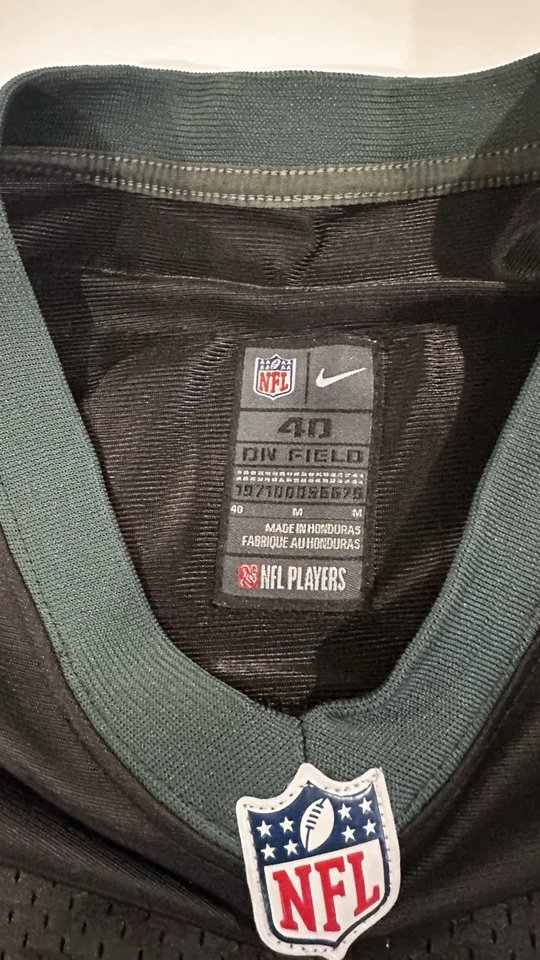 NFL
40
ON FIELD
40 M M
MADE IN HONDURAS
FABRIQUE AU HONDURAS
NFL PLAYERS
NFL